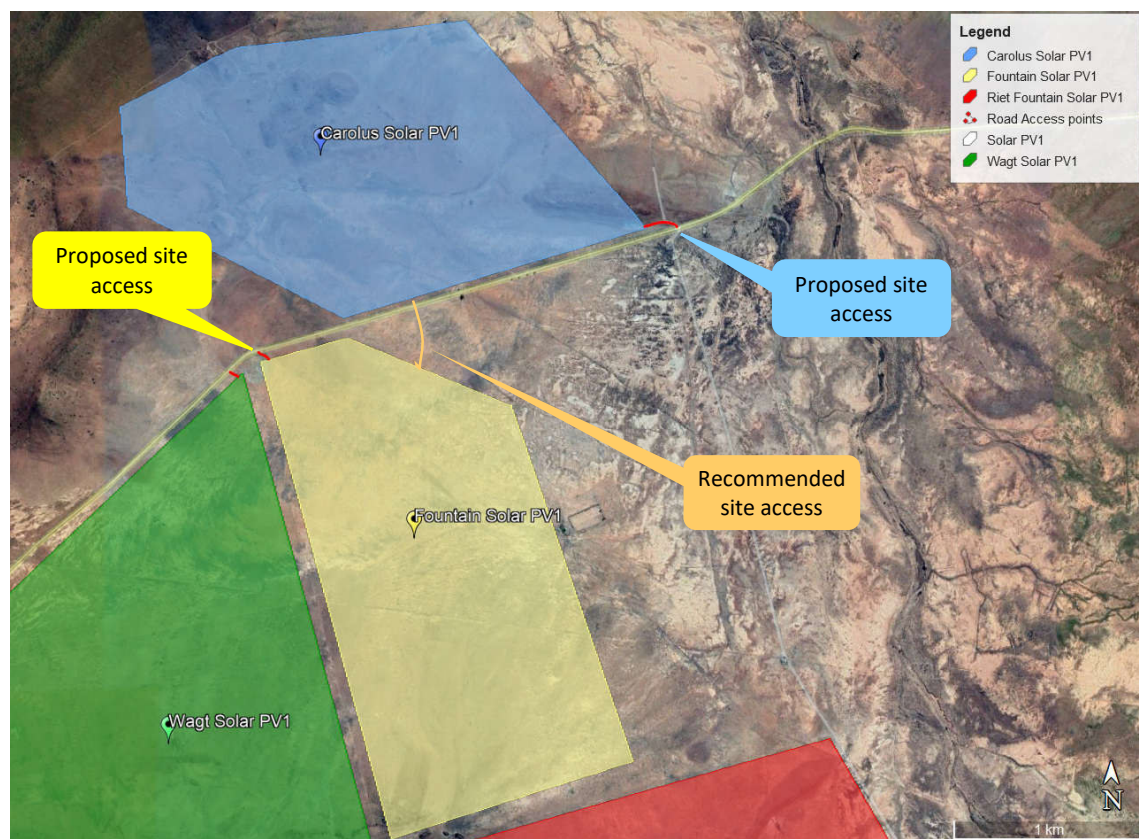 Legend
Carolus Solar PV1
Fountain Solar PV1
Riet Fountain Solar PV1
Road Access points
Solar PV1
Wagt Solar PV1
Carolus Solar PV1
Proposed site
access
Proposed site
access
Recommended
site access
Fountain Solar PV1
Wagt Solar PV1
N
1 km